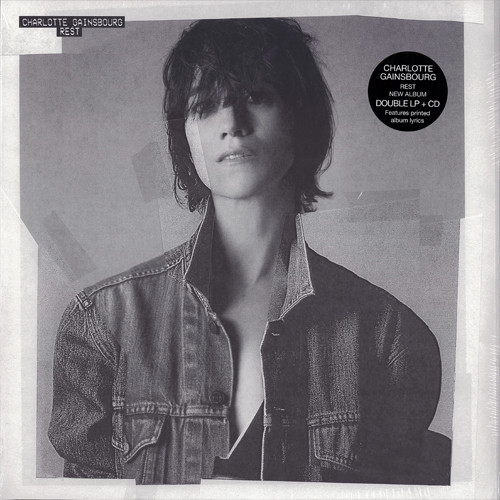 CHARLOTTE GAINSBOURG
REST
CHARLOTTE
GAINSBOURG
REST
NEW ALBUM
DOUBLE LP + CD
Features printed
album lyrics